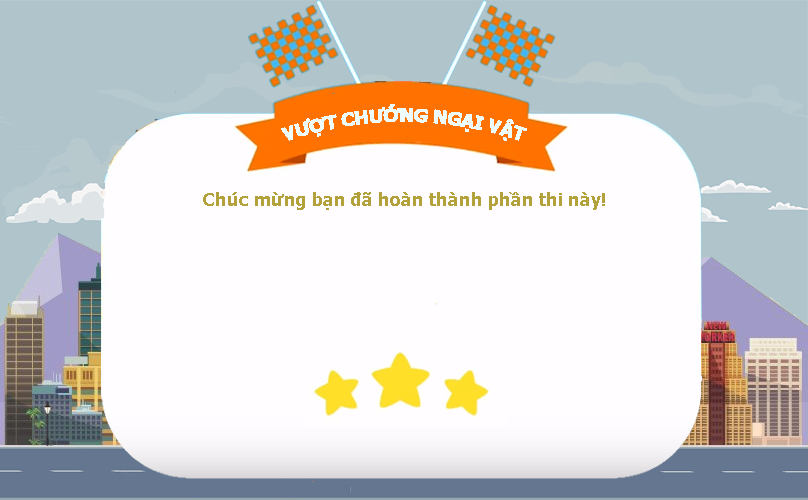 VƯỢT CHƯỚNG NGẠI VẬT
Chúc mừng bạn đã hoàn thành phần thi này!